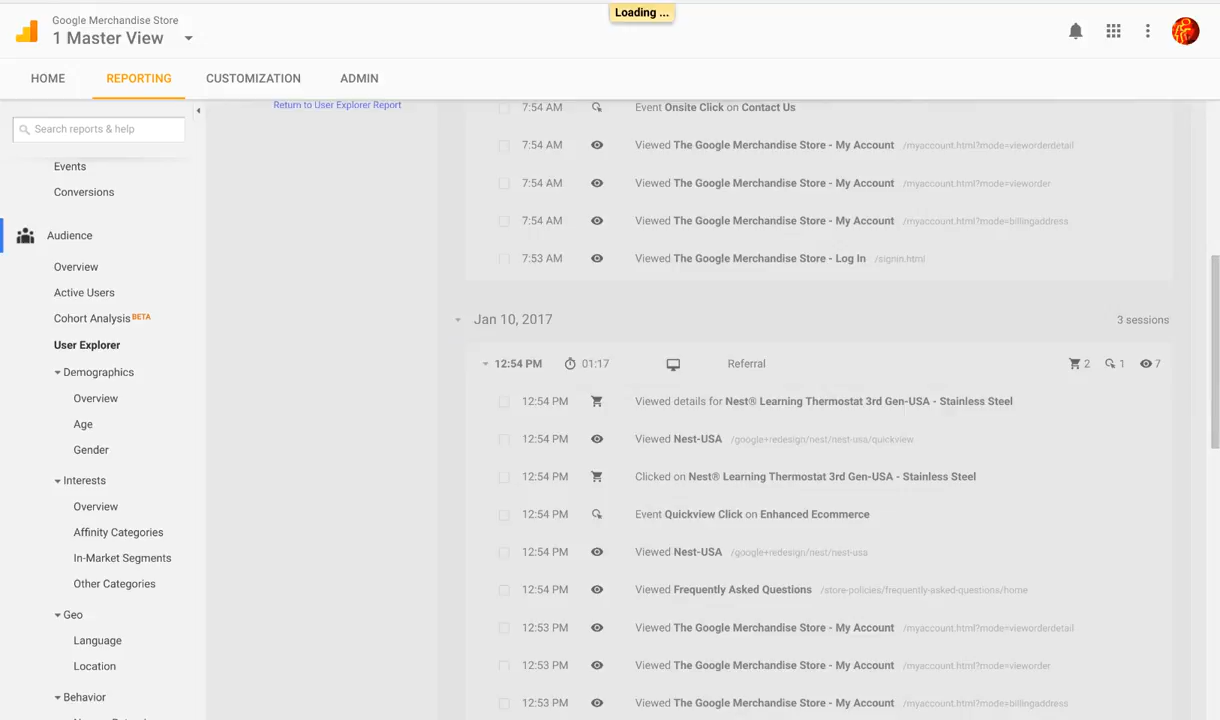 Loading ...
Google Merchandise Store
1 Master View
HOME REPORTING CUSTOMIZATION ADMIN
Return to User Explorer Report
Search reports & help
Events
Conversions
Audience
Overview
Active Users
Cohort Analysis BETA
User Explorer
Demographics
Overview
Age
Gender
Interests
Overview
Affinity Categories
In-Market Segments
Other Categories
Geo
Language
Location
Behavior
7:54 AM Event Onsite Click on Contact Us
7:54 AM Viewed The Google Merchandise Store - My Account /myaccount.html?mode=vieworderdetail
7:54 AM Viewed The Google Merchandise Store - My Account /myaccount.html?mode=vieworder
7:54 AM Viewed The Google Merchandise Store - My Account /myaccount.html?mode=billingaddress
7:53 AM Viewed The Google Merchandise Store - Log In /signin.html
Jan 10, 2017 3 sessions
12:54 PM 01:17 Referral 2 1 7
12:54 PM Viewed details for Nest® Learning Thermostat 3rd Gen-USA - Stainless Steel
12:54 PM Viewed Nest-USA /google+redesign/nest/nest-usa/quickview
12:54 PM Clicked on Nest® Learning Thermostat 3rd Gen-USA - Stainless Steel
12:54 PM Event Quickview Click on Enhanced Ecommerce
12:54 PM Viewed Nest-USA /google+redesign/nest/nest-usa
12:54 PM Viewed Frequently Asked Questions /store-policies/frequently-asked-questions/home
12:53 PM Viewed The Google Merchandise Store - My Account /myaccount.html?mode=vieworderdetail
12:53 PM Viewed The Google Merchandise Store - My Account /myaccount.html?mode=vieworder
12:53 PM Viewed The Google Merchandise Store - My Account /myaccount.html?mode=billingaddress